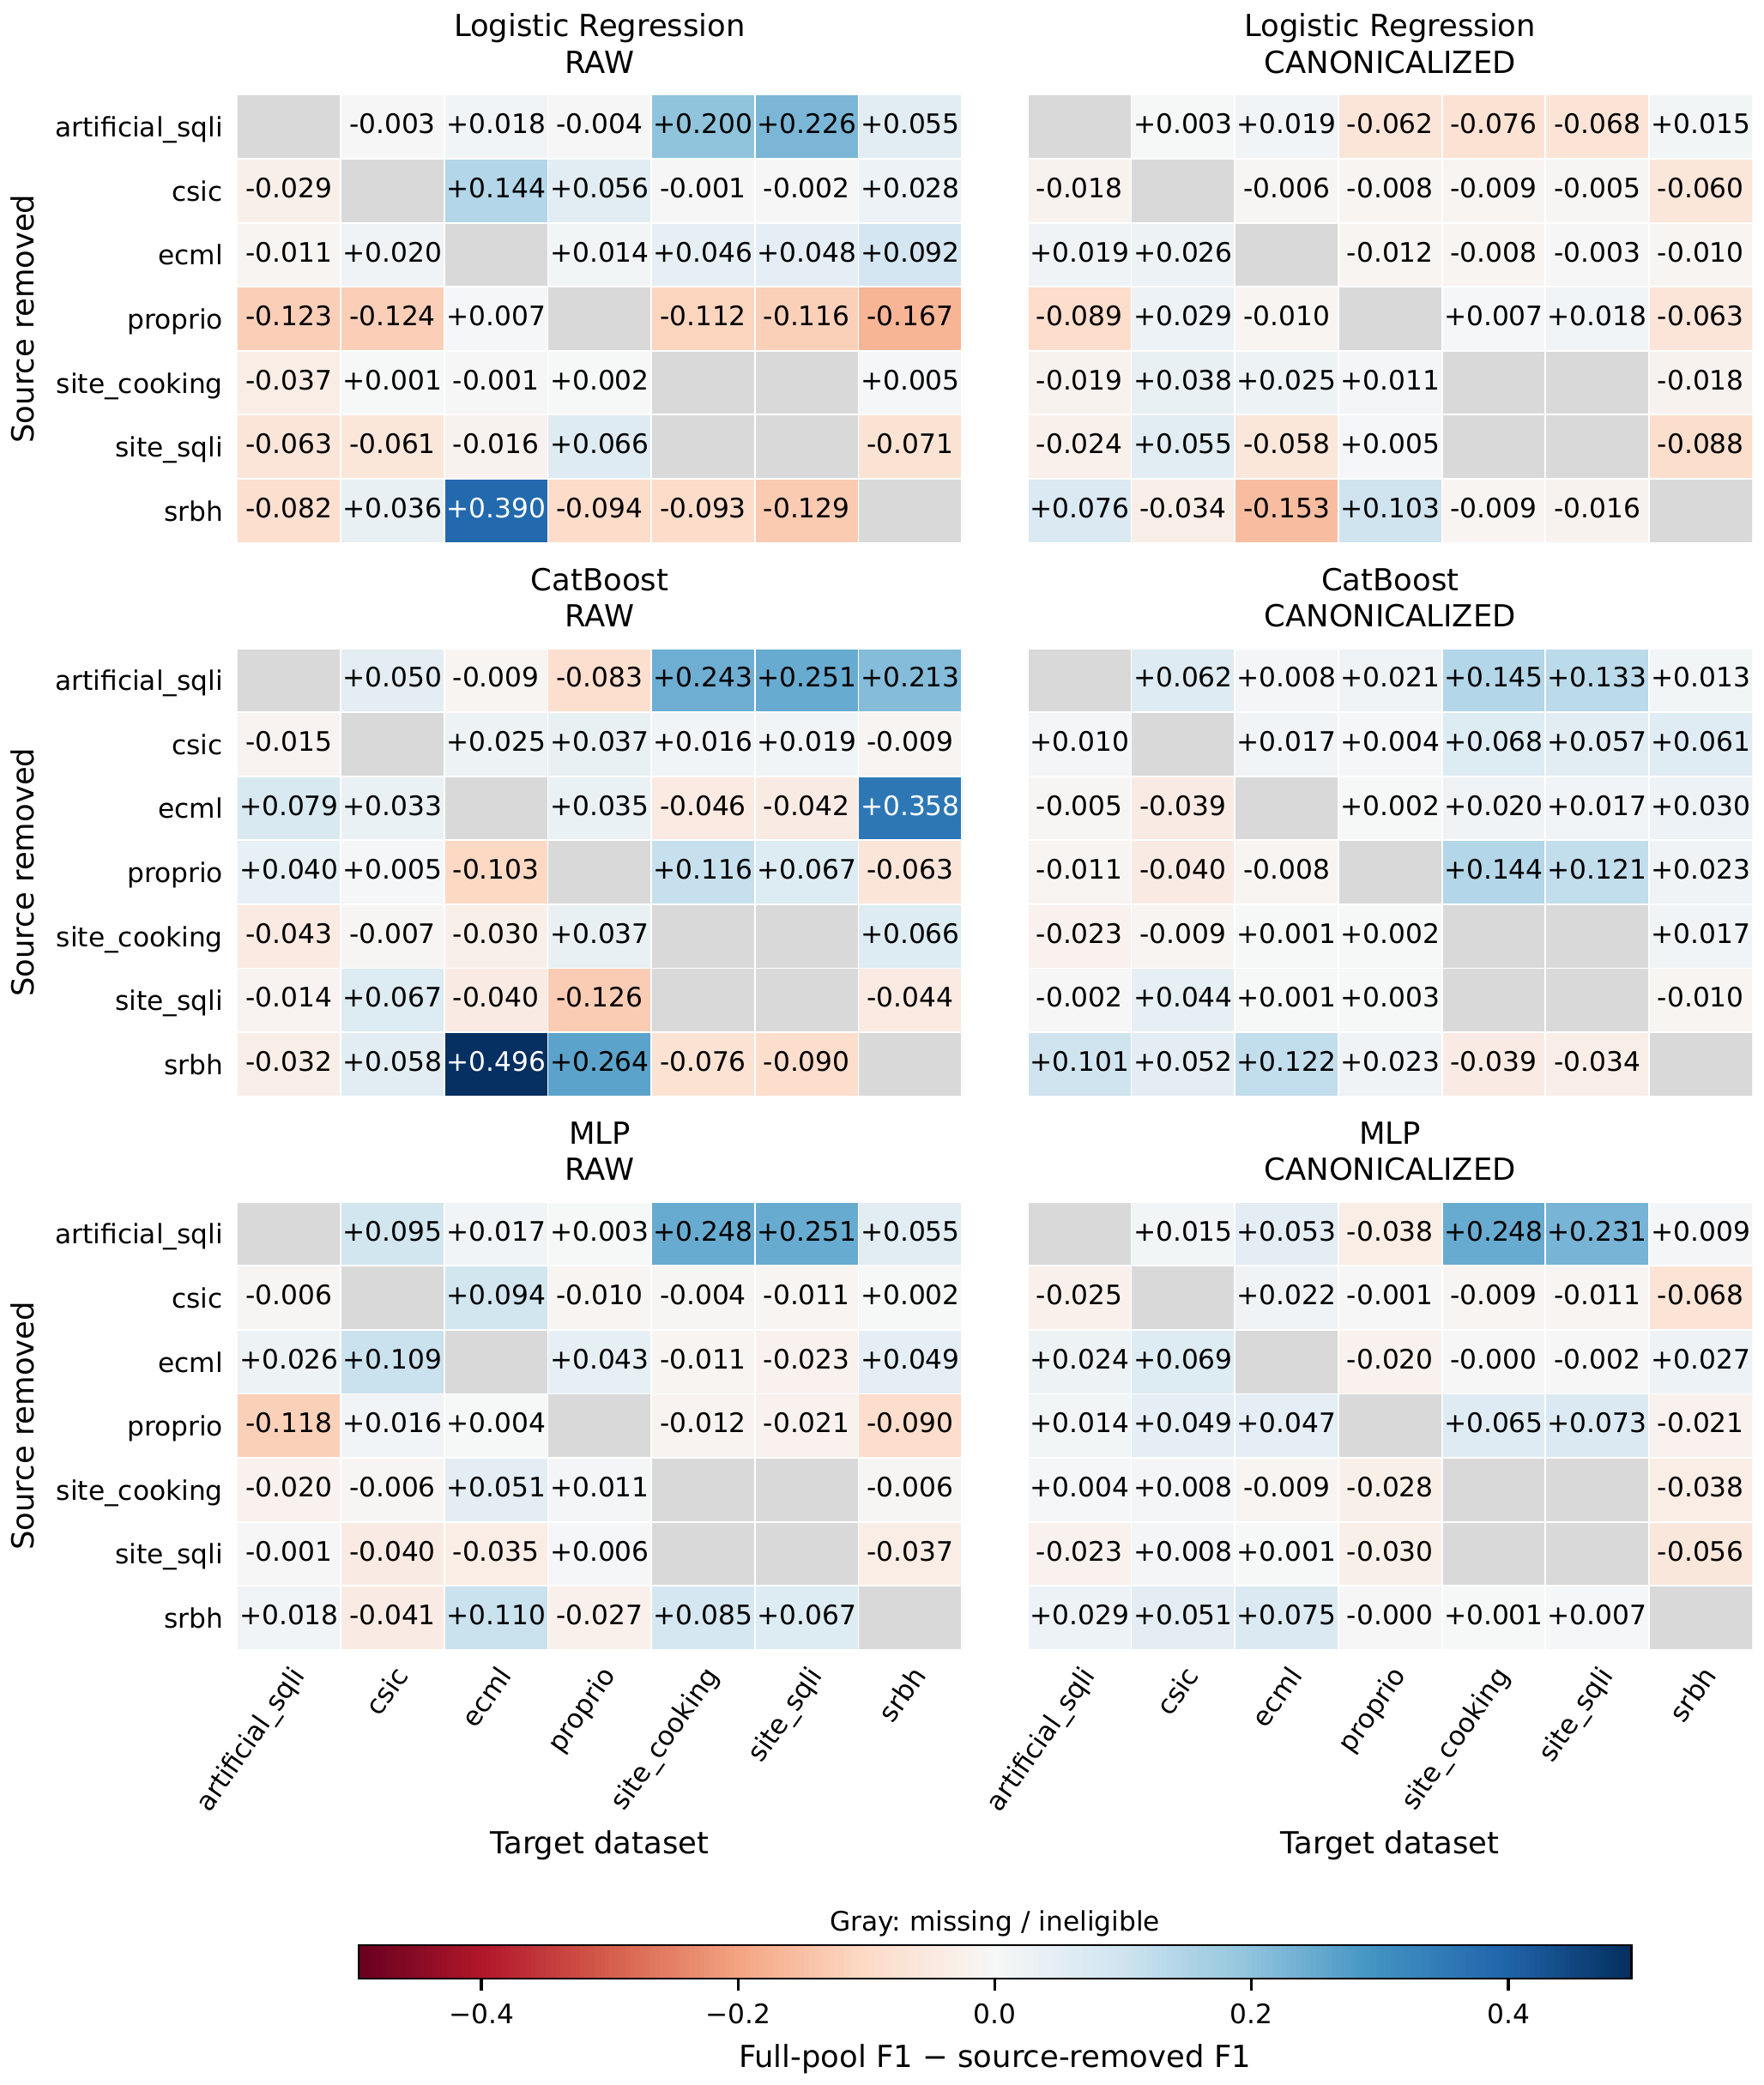 Logistic Regression
RAW
Logistic Regression
CANONICALIZED
Source removed
artificial_sqli -0.003 +0.018 -0.004 +0.200 +0.226 +0.055 +0.003 +0.019 -0.062 -0.076 -0.068 +0.015
csic -0.029 +0.144 +0.056 -0.001 -0.002 +0.028 -0.018 -0.006 -0.008 -0.009 -0.005 -0.060
ecml -0.011 +0.020 +0.014 +0.046 +0.048 +0.092 +0.019 +0.026 -0.012 -0.008 -0.003 -0.010
proprio -0.123 -0.124 +0.007 -0.112 -0.116 -0.167 -0.089 +0.029 -0.010 +0.007 +0.018 -0.063
site_cooking -0.037 +0.001 -0.001 +0.002 +0.005 -0.019 +0.038 +0.025 +0.011 -0.018
site_sqli -0.063 -0.061 -0.016 +0.066 -0.071 -0.024 +0.055 -0.058 +0.005 -0.088
srbh -0.082 +0.036 +0.390 -0.094 -0.093 -0.129 +0.076 -0.034 -0.153 +0.103 -0.009 -0.016
CatBoost
RAW
CatBoost
CANONICALIZED
Source removed
artificial_sqli +0.050 -0.009 -0.083 +0.243 +0.251 +0.213 +0.062 +0.008 +0.021 +0.145 +0.133 +0.013
csic -0.015 +0.025 +0.037 +0.016 +0.019 -0.009 +0.010 +0.017 +0.004 +0.068 +0.057 +0.061
ecml +0.079 +0.033 +0.035 -0.046 -0.042 +0.358 -0.005 -0.039 +0.002 +0.020 +0.017 +0.030
proprio +0.040 +0.005 -0.103 +0.116 +0.067 -0.063 -0.011 -0.040 -0.008 +0.144 +0.121 +0.023
site_cooking -0.043 -0.007 -0.030 +0.037 +0.066 -0.023 -0.009 +0.001 +0.002 +0.017
site_sqli -0.014 +0.067 -0.040 -0.126 -0.044 -0.002 +0.044 +0.001 +0.003 -0.010
srbh -0.032 +0.058 +0.496 +0.264 -0.076 -0.090 +0.101 +0.052 +0.122 +0.023 -0.039 -0.034
MLP
RAW
MLP
CANONICALIZED
Source removed
artificial_sqli +0.095 +0.017 +0.003 +0.248 +0.251 +0.055 +0.015 +0.053 -0.038 +0.248 +0.231 +0.009
csic -0.006 +0.094 -0.010 -0.004 -0.011 +0.002 -0.025 +0.022 -0.001 -0.009 -0.011 -0.068
ecml +0.026 +0.109 +0.043 -0.011 -0.023 +0.049 +0.024 +0.069 -0.020 -0.000 -0.002 +0.027
proprio -0.118 +0.016 +0.004 -0.012 -0.021 -0.090 +0.014 +0.049 +0.047 +0.065 +0.073 -0.021
site_cooking -0.020 -0.006 +0.051 +0.011 -0.006 +0.004 +0.008 -0.009 -0.028 -0.038
site_sqli -0.001 -0.040 -0.035 +0.006 -0.037 -0.023 +0.008 +0.001 -0.030 -0.056
srbh +0.018 -0.041 +0.110 -0.027 +0.085 +0.067 +0.029 +0.051 +0.075 -0.000 +0.001 +0.007
artificial_sqli csic ecml proprio site_cooking site_sqli srbh artificial_sqli csic ecml proprio site_cooking site_sqli srbh
Target dataset Target dataset
Gray: missing / ineligible
−0.4 −0.2 0.0 0.2 0.4
Full-pool F1 − source-removed F1